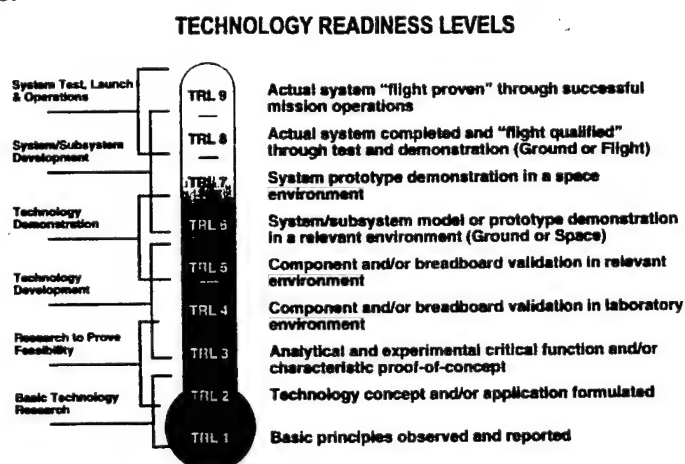 TECHNOLOGY READINESS LEVELS
System Test, Launch
& Operations
System/Subsystem
Development
Technology
Demonstration
Technology
Development
Research to Prove
Feasibility
Basic Technology
Research
TRL 9
TRL 8
TRL 7
TRL 6
TRL 5
TRL 4
TRL 3
TRL 2
TRL 1
Actual system "flight proven" through successful
mission operations
Actual system completed and "flight qualified"
through test and demonstration (Ground or Flight)
System prototype demonstration in a space
environment
System/subsystem model or prototype demonstration
in a relevant environment (Ground or Space)
Component and/or breadboard validation in relevant
environment
Component and/or breadboard validation in laboratory
environment
Analytical and experimental critical function and/or
characteristic proof-of-concept
Technology concept and/or application formulated
Basic principles observed and reported